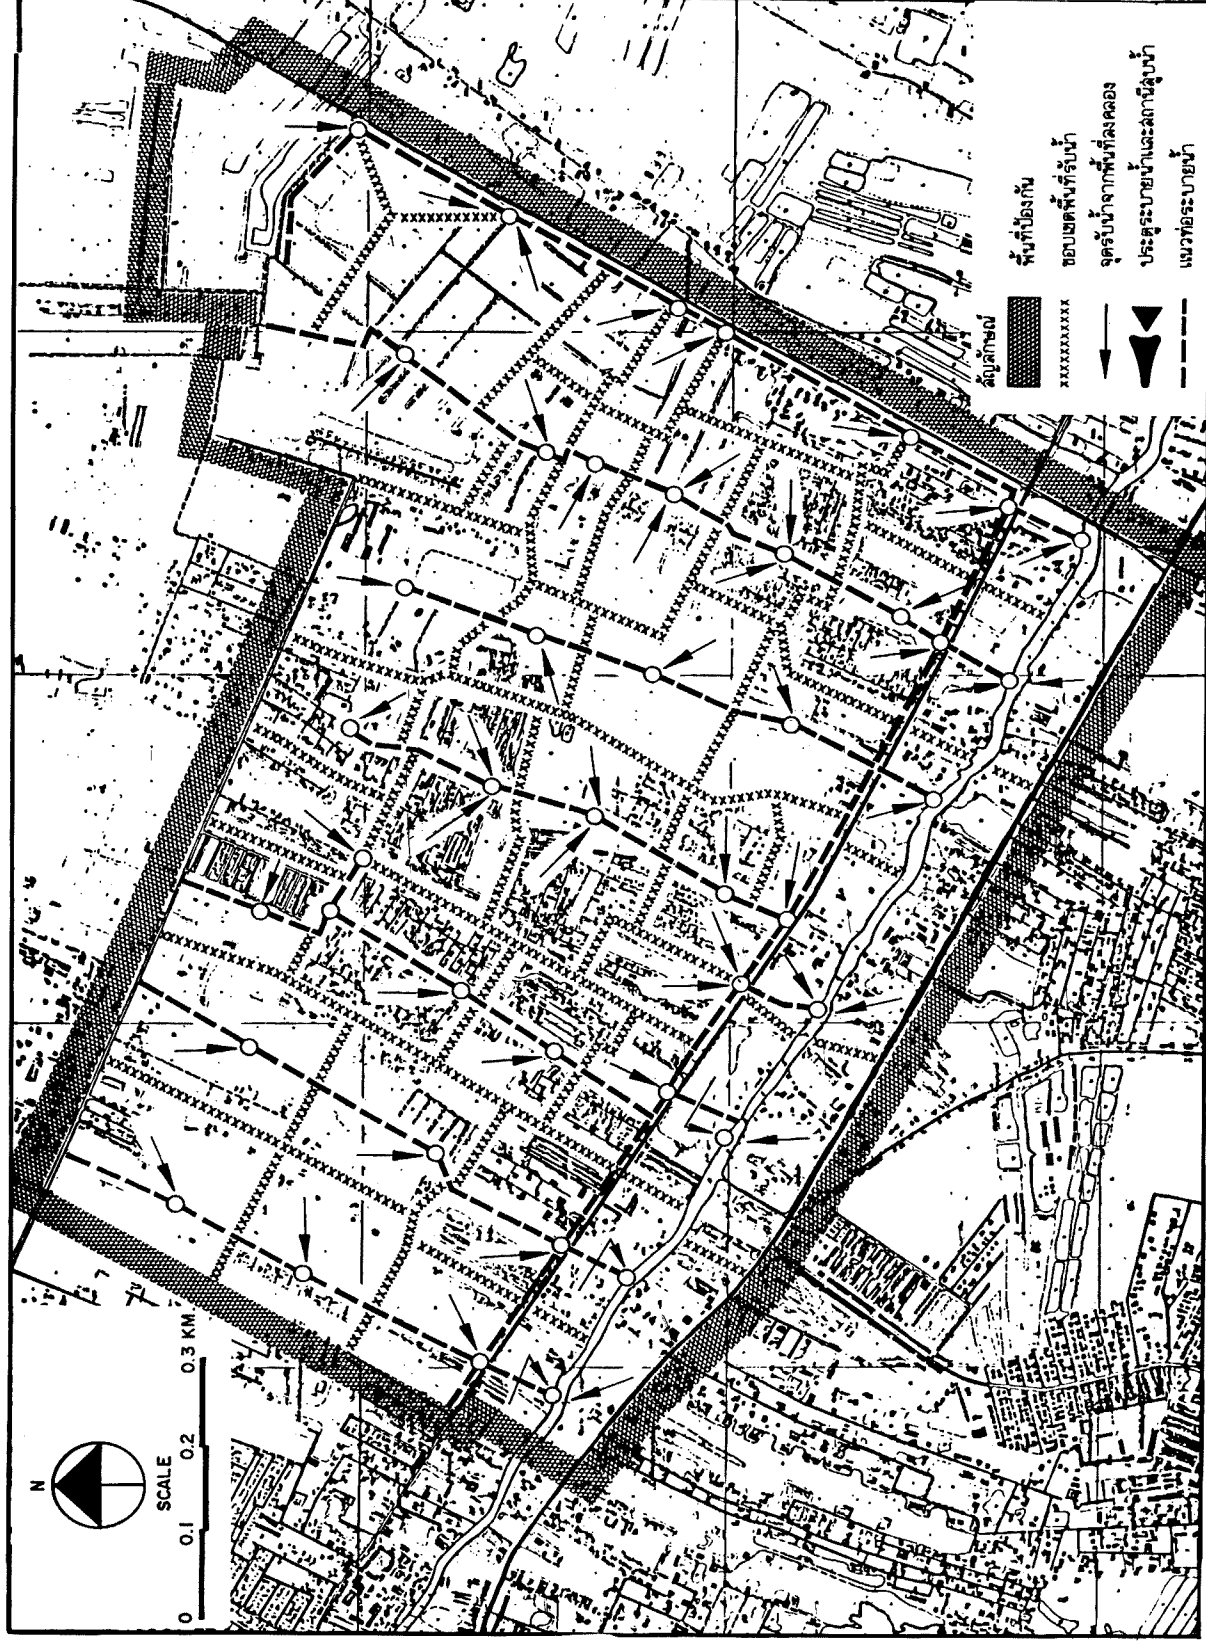 N
SCALE
0 0.1 0.2 0.3 KM
สัญลักษณ์
พื้นที่ป้องกัน
ขอบเขตพื้นที่รับน้ำ
จุดรับน้ำจากพื้นที่ลงคลอง
ประตูระบายน้ำและสถานีสูบน้ำ
แนวท่อระบายน้ำ